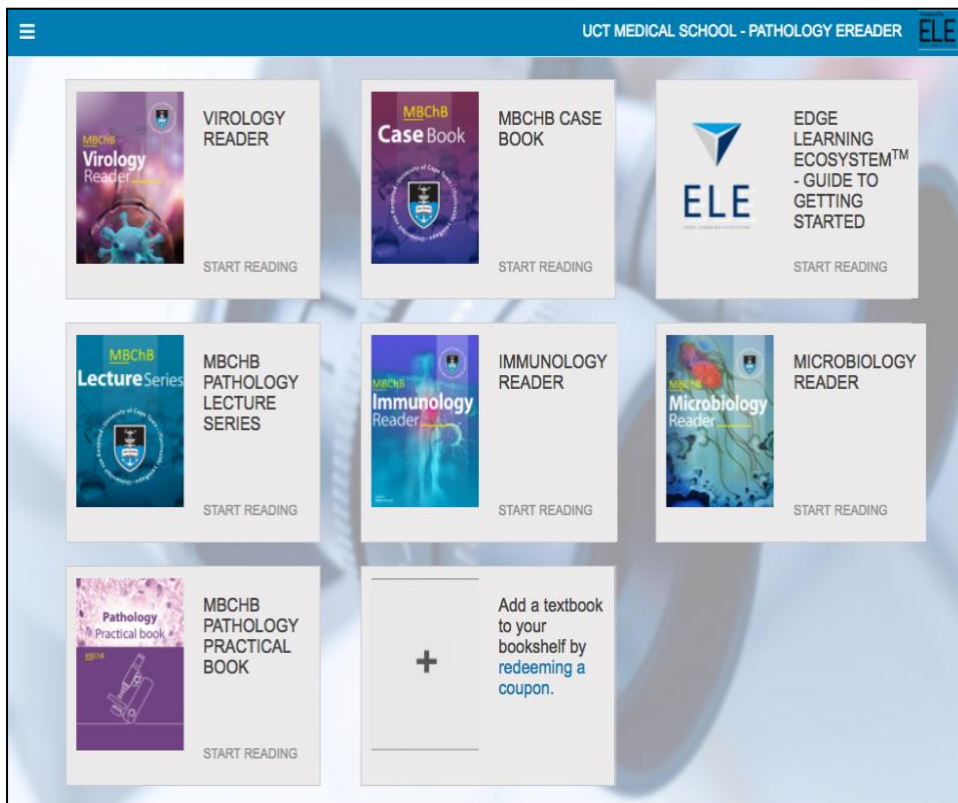 UCT MEDICAL SCHOOL - PATHOLOGY EREADER
ELE
MBChB
Virology
Reader
VIROLOGY
READER
START READING
MBChB
Case Book
MBCHB CASE
BOOK
START READING
ELE
EDGE
LEARNING
ECOSYSTEM™
- GUIDE TO
GETTING
STARTED
START READING
MBChB
Lecture Series
MBCHB
PATHOLOGY
LECTURE
SERIES
START READING
MBChB
Immunology
Reader
IMMUNOLOGY
READER
START READING
MBChB
Microbiology
Reader
MICROBIOLOGY
READER
START READING
Pathology
Practical book
MBChB
MBCHB
PATHOLOGY
PRACTICAL
BOOK
START READING
+
Add a textbook
to your
bookshelf by
redeeming a
coupon.